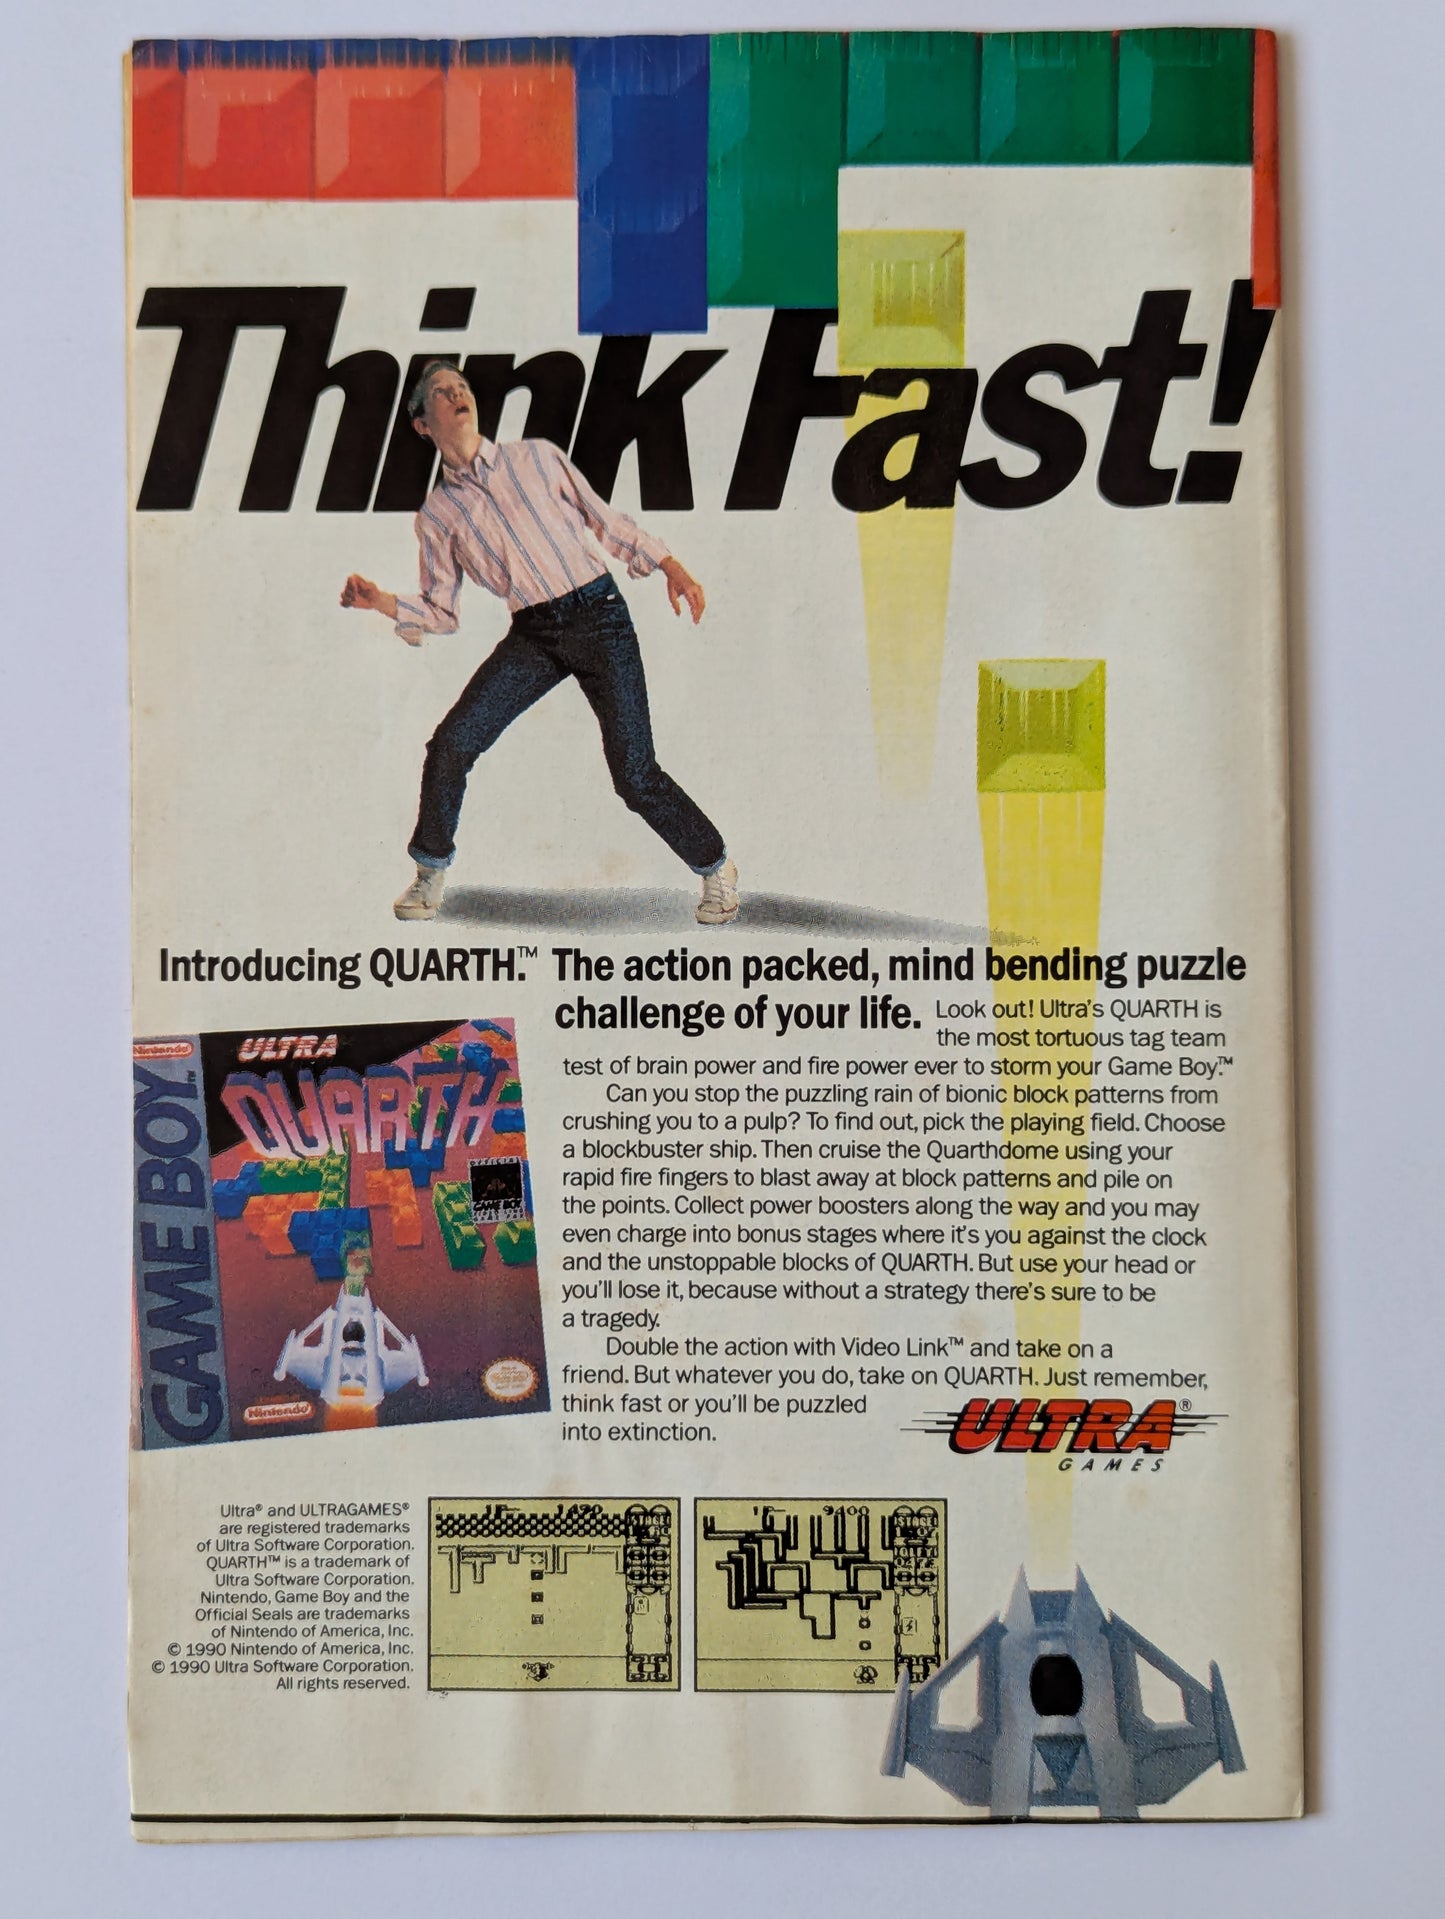 Think Fast!
Introducing QUARTH.™ The action packed, mind bending puzzle
challenge of your life. Look out! Ultra's QUARTH is
the most tortuous tag team
test of brain power and fire power ever to storm your Game Boy.™
Can you stop the puzzling rain of bionic block patterns from
crushing you to a pulp? To find out, pick the playing field. Choose
a blockbuster ship. Then cruise the Quarthdome using your
rapid fire fingers to blast away at block patterns and pile on
the points. Collect power boosters along the way and you may
even charge into bonus stages where it's you against the clock
and the unstoppable blocks of QUARTH. But use your head or
you'll lose it, because without a strategy there's sure to be
a tragedy.
Double the action with Video Link™ and take on a
friend. But whatever you do, take on QUARTH. Just remember,
think fast or you'll be puzzled
into extinction.
ULTRA®
GAMES
Nintendo
GAME BOY™
ULTRA
QUARTH
OFFICIAL
GAME BOY
Nintendo
Ultra® and ULTRAGAMES®
are registered trademarks
of Ultra Software Corporation.
QUARTH™ is a trademark of
Ultra Software Corporation.
Nintendo, Game Boy and the
Official Seals are trademarks
of Nintendo of America, Inc.
© 1990 Nintendo of America, Inc.
© 1990 Ultra Software Corporation.
All rights reserved.
1P 1490
STAGE
1P 9400
STAGE